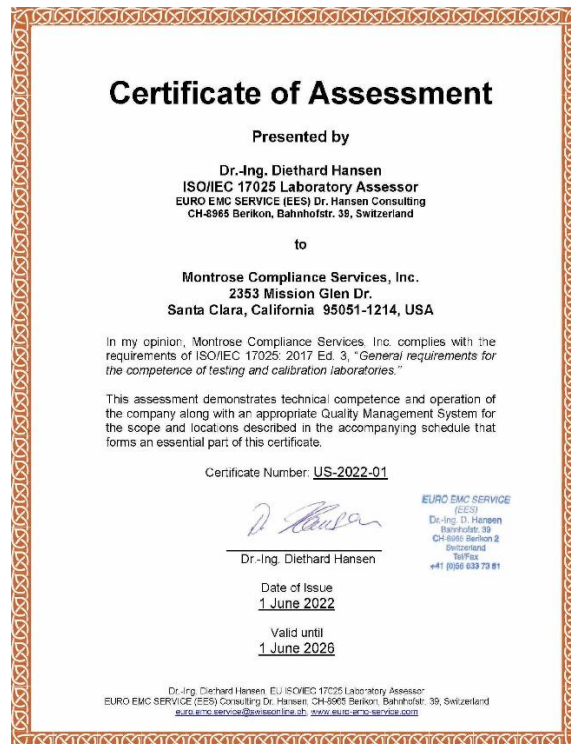 Certificate of Assessment
Presented by
Dr.-Ing. Diethard Hansen
ISO/IEC 17025 Laboratory Assessor
EURO EMC SERVICE (EES) Dr. Hansen Consulting
CH-8965 Berikon, Bahnhofstr. 39, Switzerland
to
Montrose Compliance Services, Inc.
2353 Mission Glen Dr.
Santa Clara, California 95051-1214, USA
In my opinion, Montrose Compliance Services, Inc. complies with the
requirements of ISO/IEC 17025: 2017 Ed. 3, "General requirements for
the competence of testing and calibration laboratories."
This assessment demonstrates technical competence and operation of
the company along with an appropriate Quality Management System for
the scope and locations described in the accompanying schedule that
forms an essential part of this certificate.
Certificate Number: US-2022-01
D. Hansen
EURO EMC SERVICE
(EES)
Dr.-Ing. D. Hansen
Bahnhofstr. 39
CH-8965 Berikon 2
Switzerland
Tel/Fax
+41 (0)56 633 73 81
Dr.-Ing. Diethard Hansen
Date of Issue
1 June 2022
Valid until
1 June 2026
Dr.-Ing. Diethard Hansen, EU ISO/IEC 17025 Laboratory Assessor
EURO EMC SERVICE (EES) Consulting Dr. Hansen, CH-8965 Berikon, Bahnhofstr. 39, Switzerland
euro.emc.service@swissonline.ch, www.euro-emc-service.com